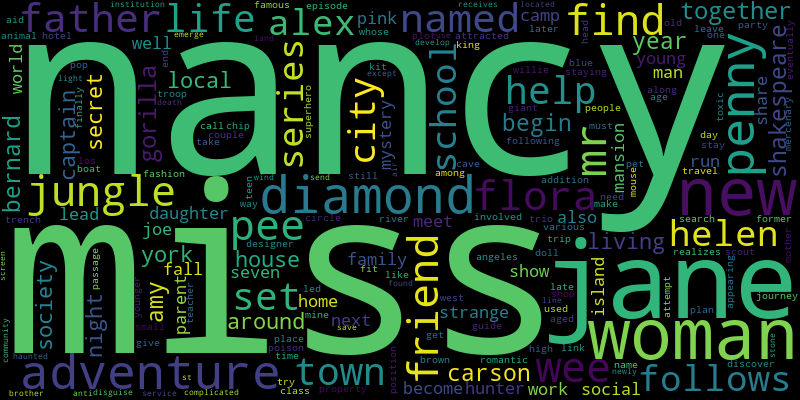 institution famous episode receives located
aid father life alex pink named camp find together
animal hotel whose later old party leave eventually
emerge land plotuve attracted head one
world pop well series king blue staying year young man
troop local city mystery school help willie giant people along age share shakespeare
light secret gorilla superhero begin must penny
captain finally death call chip kit except mr mansion day toxic mercenary
bernard end take couple develop following stay
nancy
los boat fashion among cave mouse pet run travel
jungle teen wind send diamond flora addition need new
way still trio make
lead daughter circle river involved also search former
trench joe pee meet various helen
york fall family trip living realizes scout mother
society amy parent house designer angeles doll show island
passage seven fit like strange late shop
screen night home led found west line used aged
miss jane
younger teacher set friend guide attempt appearing plan journey
community small around mine next get woman
give save brown romantic high link stone
haunted place poison position name discover newly
adventure time town carson wee follows
st try become hunter work social
brother anti disguise service complicated class property